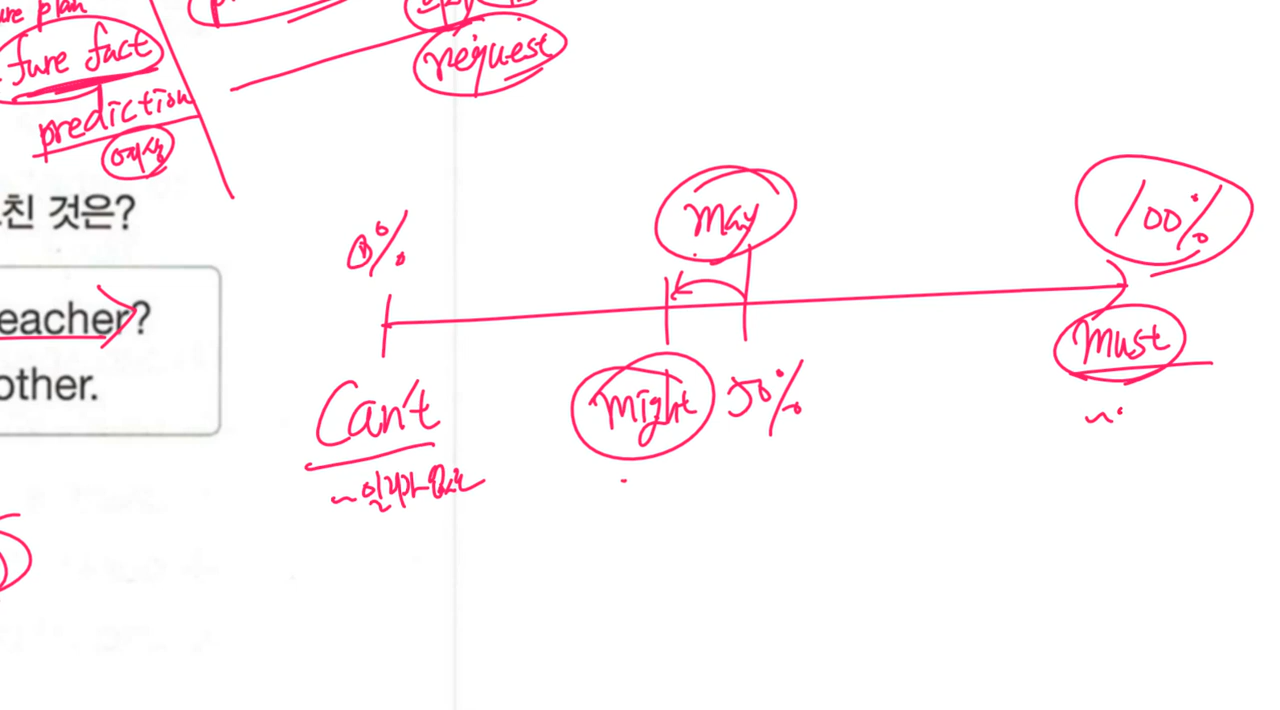 plan
request
fure fact
prediction
예상
친 것은?
may
100%
0%
eacher?
must
other.
Can't
might 50%
~일리가 없다
~